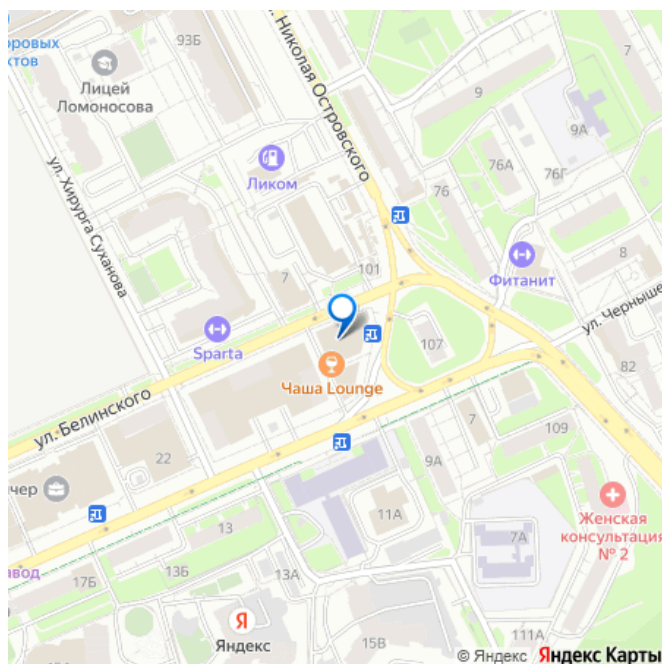 93Б
7
оровых
ктов
Лицей
Ломоносова
ул. Николая Островского
9
9А
Ликом
76А
76Г
76
ул. Хирурга Суханова
101
7
8
Фитанит
ул. Черныше
Sparta
107
82
Чаша Lounge
ул. Белинского
7
109
22
9А
чер
11А
Женская
консультация
№ 2
13
7А
авод
17Б
13Б
13А
Яндекс
15В
111А
© Яндекс Яндекс Карты